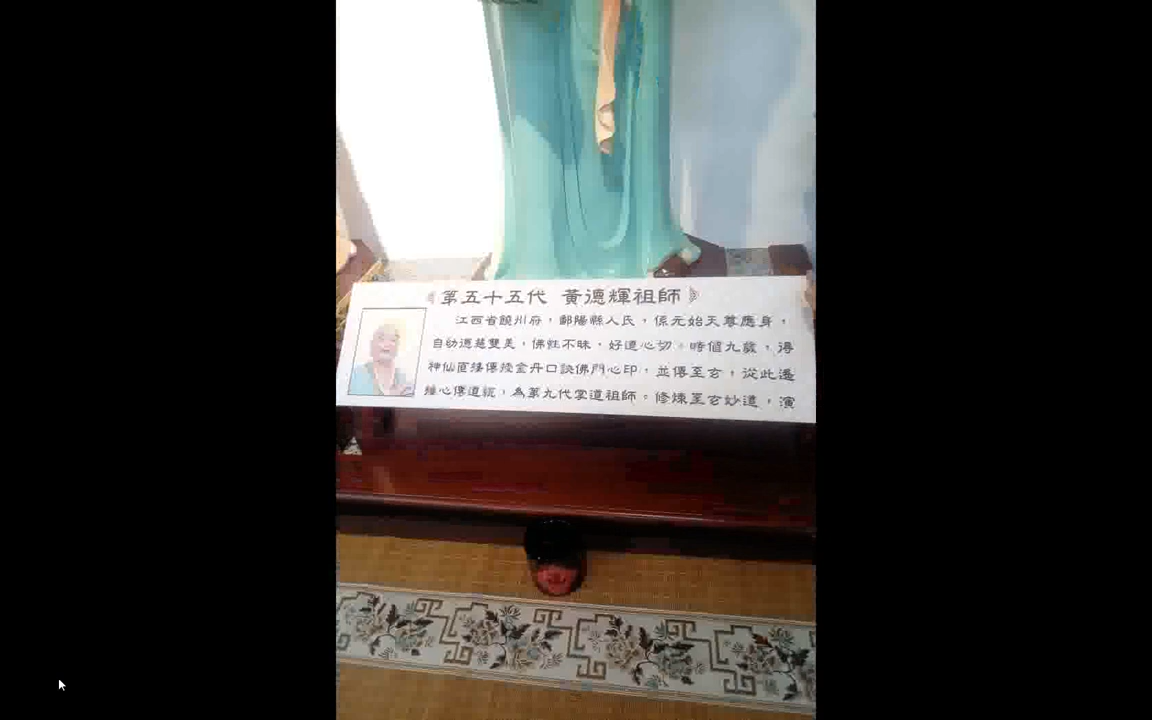 第五十五代 黃德輝祖師
江西省饒州府，鄱陽縣人氏，係元始天尊應身，
自幼德慧雙美，佛性不昧，好道心切。時值九歲，得
神仙直接傳授金丹口訣佛門心印，並傳至玄，從此遵
維心傳道統，為第九代掌道祖師。修煉至玄妙道，演